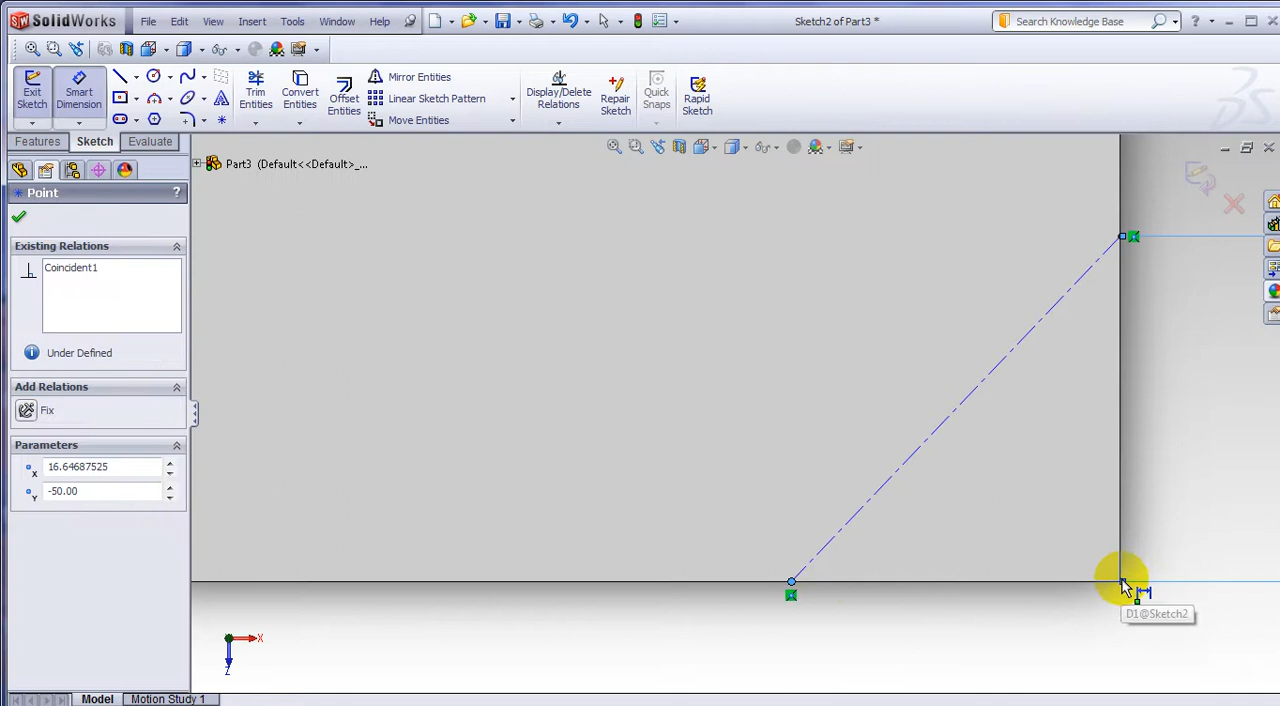 SW SolidWorks File Edit View Insert Tools Window Help Sketch2 of Part3 * Search Knowledge Base ?
Exit Sketch
Smart Dimension
Trim Entities
Convert Entities
Offset Entities
Mirror Entities
Linear Sketch Pattern
Move Entities
Display/Delete Relations
Repair Sketch
Quick Snaps
Rapid Sketch
Features Sketch Evaluate
Part3 (Default<<Default>_...
Point ?
Existing Relations
Coincident1
Under Defined
Add Relations
Fix
Parameters
X 16.64687525
Y -50.00
D1@Sketch2
X
Z
Model Motion Study 1